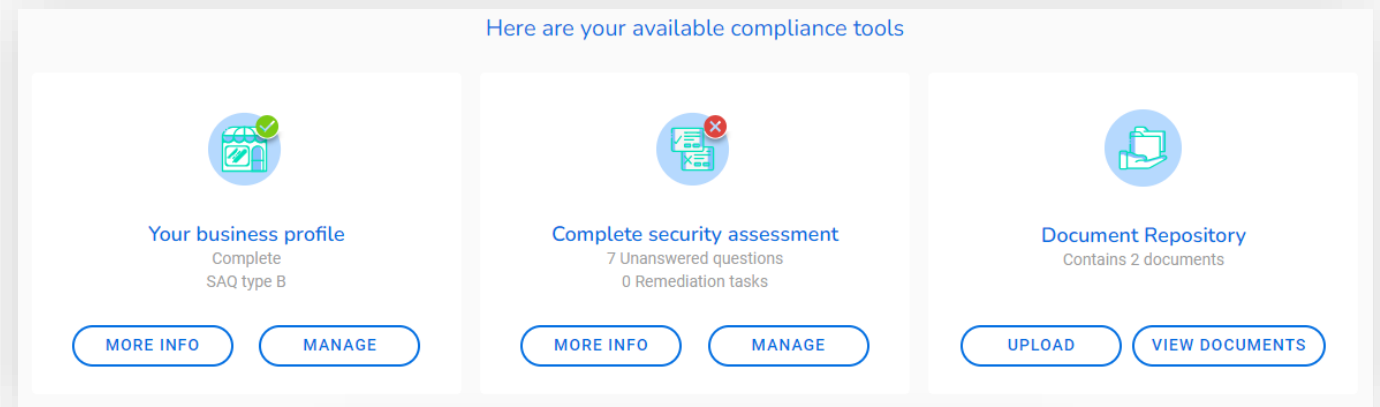 Here are your available compliance tools
Your business profile
Complete
SAQ type B
MORE INFO
MANAGE
Complete security assessment
7 Unanswered questions
0 Remediation tasks
MORE INFO
MANAGE
Document Repository
Contains 2 documents
UPLOAD
VIEW DOCUMENTS